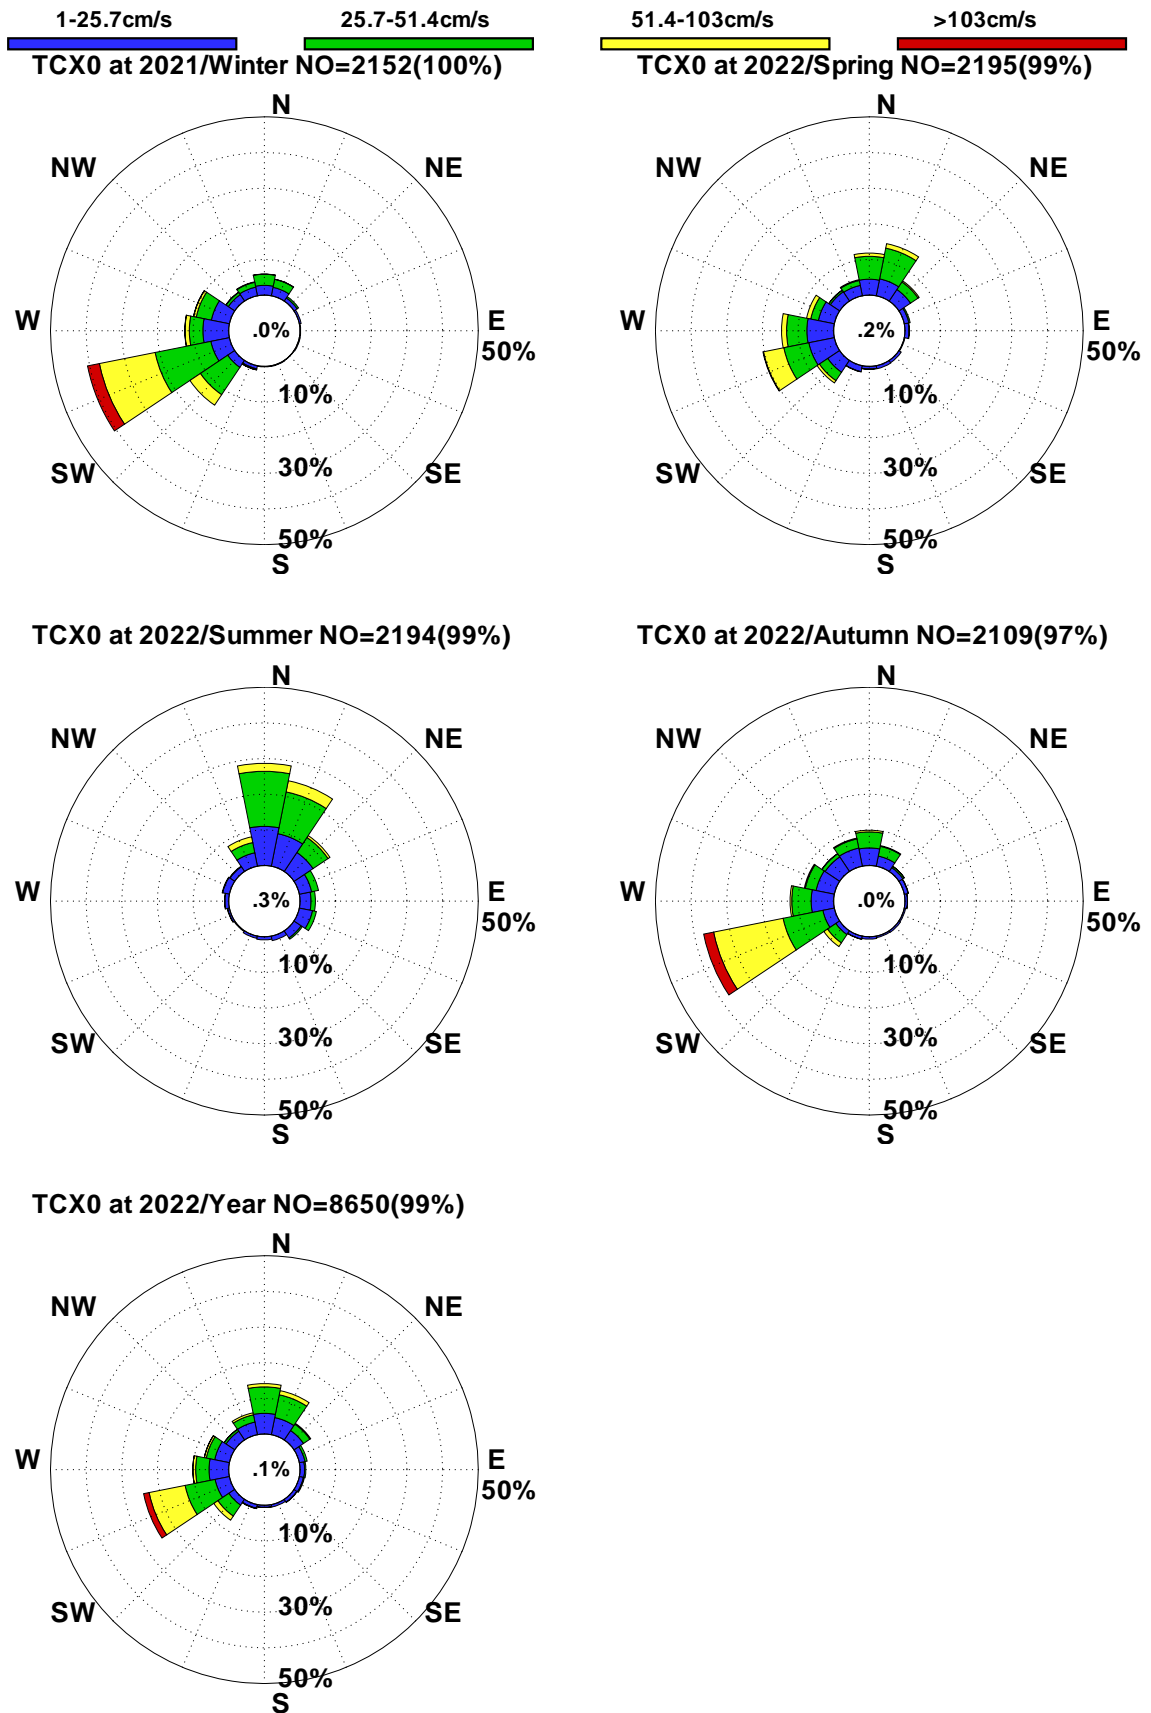 1-25.7cm/s 25.7-51.4cm/s 51.4-103cm/s >103cm/s
TCX0 at 2021/Winter NO=2152(100%)
N
NW NE
W .0% E
50%
10%
30%
SW SE
50%
S
TCX0 at 2022/Spring NO=2195(99%)
N
NW NE
W .2% E
50%
10%
30%
SW SE
50%
S
TCX0 at 2022/Summer NO=2194(99%)
N
NW NE
W .3% E
50%
10%
30%
SW SE
50%
S
TCX0 at 2022/Autumn NO=2109(97%)
N
NW NE
W .0% E
50%
10%
30%
SW SE
50%
S
TCX0 at 2022/Year NO=8650(99%)
N
NW NE
W .1% E
50%
10%
30%
SW SE
50%
S